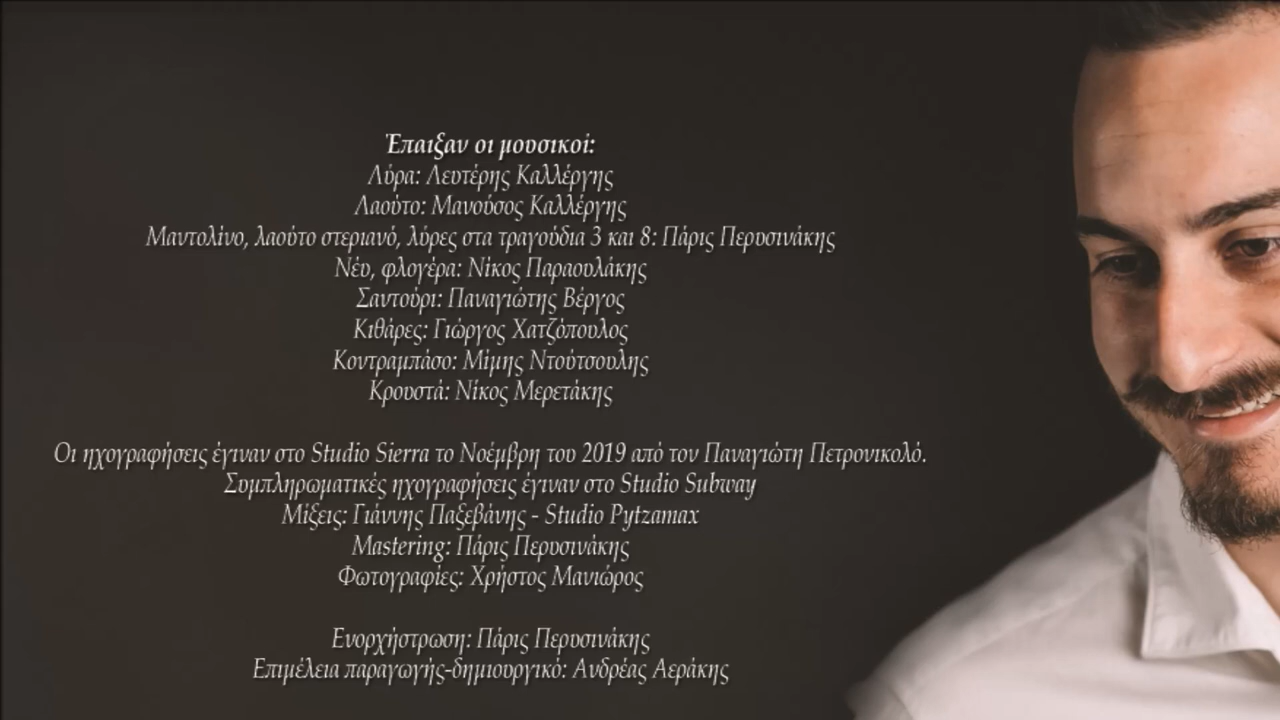 Έπαιξαν οι μουσικοί:
Λύρα: Λευτέρης Καλλέργης
Λαούτο: Μανούσος Καλλέργης
Μαντολίνο, λαούτο στεριανό, λύρες στα τραγούδια 3 και 8: Πάρις Περυσινάκης
Νέυ, φλογέρα: Νίκος Παραουλάκης
Σαντούρι: Παναγιώτης Βέργος
Κιθάρες: Γιώργος Χατζόπουλος
Κοντραμπάσο: Μίμης Ντούτσουλης
Κρουστά: Νίκος Μερετάκης
Οι ηχογραφήσεις έγιναν στο Studio Sierra το Νοέμβρη του 2019 από τον Παναγιώτη Πετρονικολό.
Συμπληρωματικές ηχογραφήσεις έγιναν στο Studio Subway
Μίξεις: Γιάννης Παξεβάνης - Studio Pytzamax
Mastering: Πάρις Περυσινάκης
Φωτογραφίες: Χρήστος Μανιώρος
Ενορχήστρωση: Πάρις Περυσινάκης
Επιμέλεια παραγωγής-δημιουργικό: Ανδρέας Αεράκης